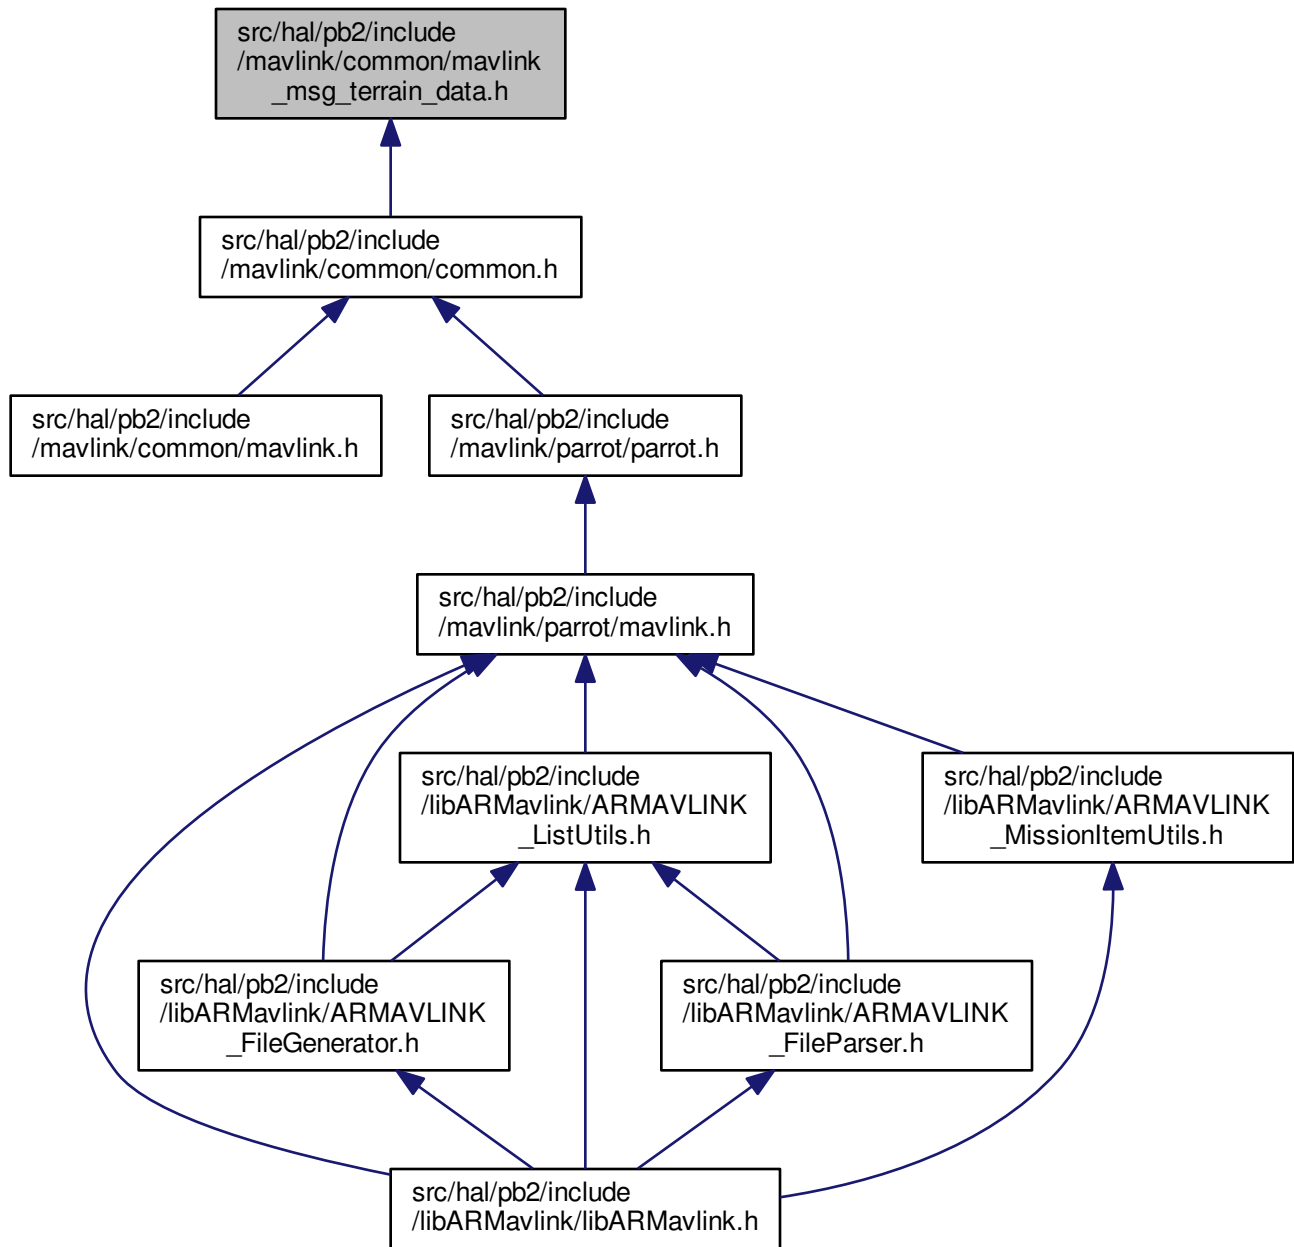 src/hal/pb2/include
/mavlink/common/mavlink
_msg_terrain_data.h
src/hal/pb2/include
/mavlink/common/common.h
src/hal/pb2/include
/mavlink/common/mavlink.h
src/hal/pb2/include
/mavlink/parrot/parrot.h
src/hal/pb2/include
/mavlink/parrot/mavlink.h
src/hal/pb2/include
/libARMavlink/ARMAVLINK
_ListUtils.h
src/hal/pb2/include
/libARMavlink/ARMAVLINK
_MissionItemUtils.h
src/hal/pb2/include
/libARMavlink/ARMAVLINK
_FileGenerator.h
src/hal/pb2/include
/libARMavlink/ARMAVLINK
_FileParser.h
src/hal/pb2/include
/libARMavlink/libARMavlink.h